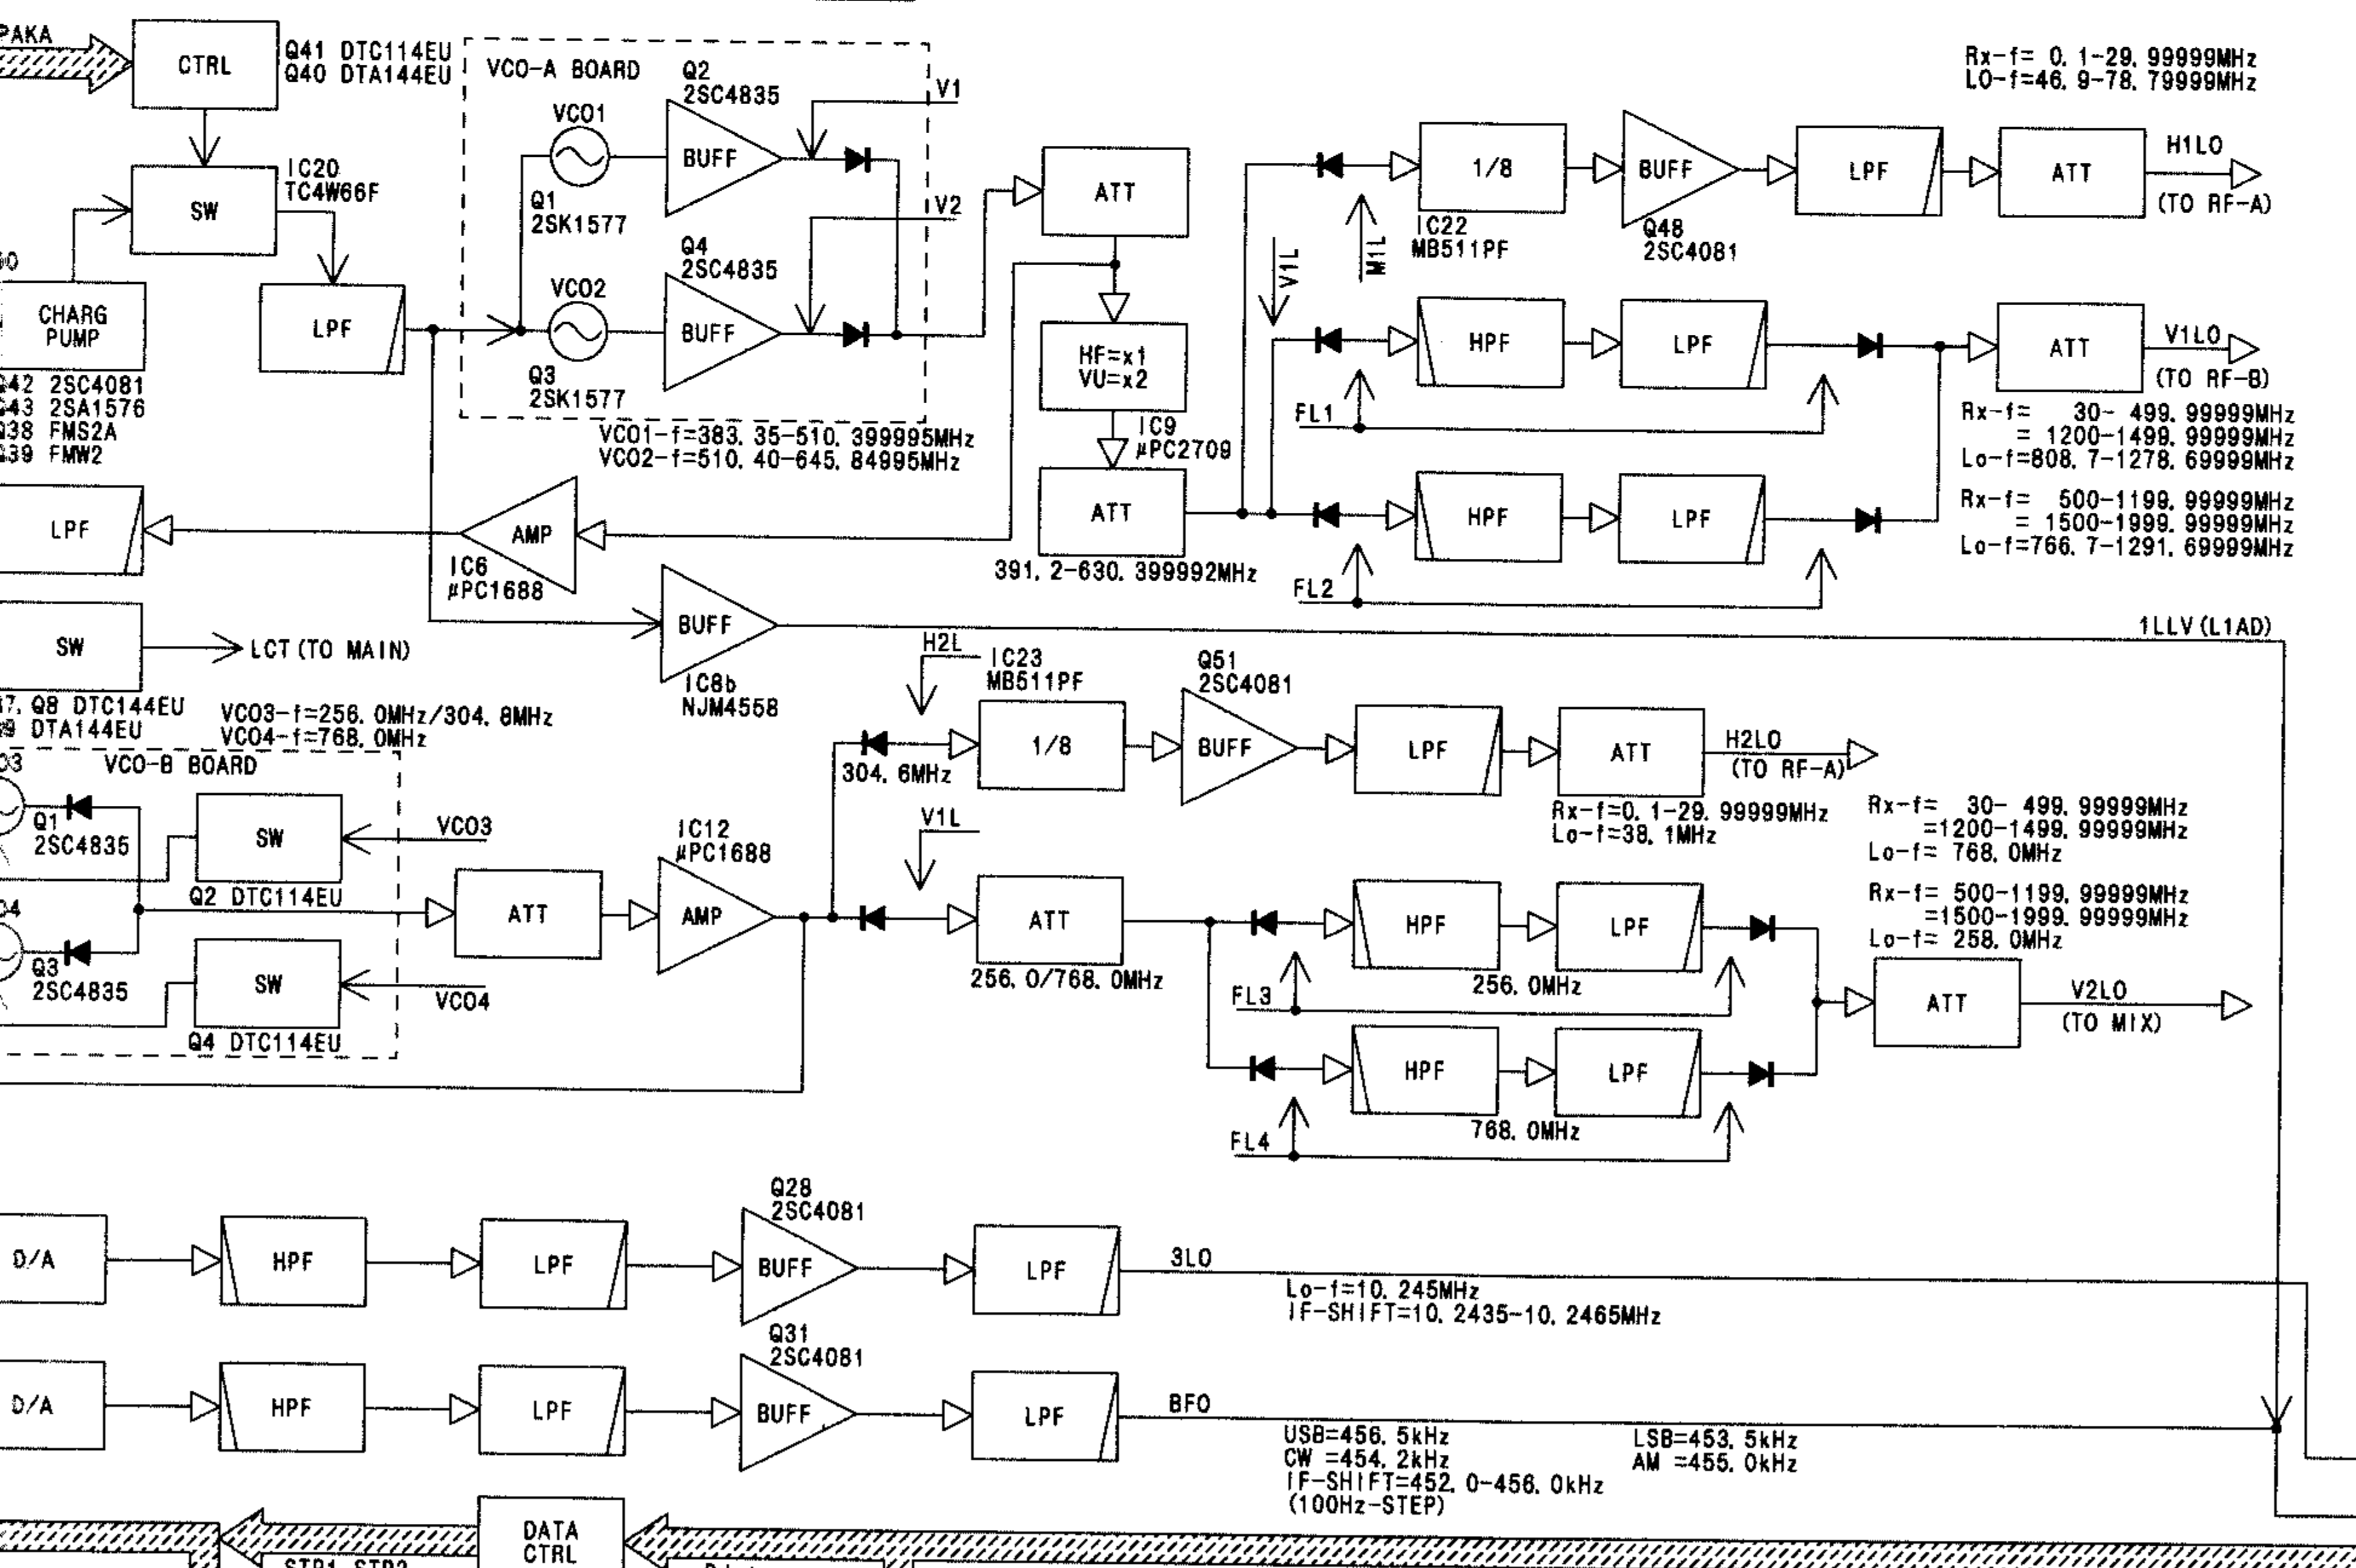 PAKA
CTRL
Q41 DTC114EU
Q40 DTA144EU
SW
IC20
TC4W66F
CHARG
PUMP
LPF
Q42 2SC4081
Q43 2SA1576
Q38 FMS2A
Q39 FMW2
VCO-A BOARD
Q2
2SC4835
VCO1
BUFF
V1
Q1
2SK1577
V2
Q4
2SC4835
VCO2
BUFF
Q3
2SK1577
VCO1-f=383.35-510.399995MHz
VCO2-f=510.40-645.84995MHz
ATT
HF=x1
VU=x2
IC9
μPC2709
ATT
391.2-630.399992MHz
Rx-f= 0.1-29.99999MHz
LO-f=46.9-78.79999MHz
1/8
IC22
MB511PF
BUFF
Q48
2SC4081
LPF
ATT
H1LO
(TO RF-A)
V1L
M1L
HPF
LPF
ATT
V1LO
(TO RF-B)
FL1
Rx-f= 30- 499.99999MHz
= 1200-1499.99999MHz
Lo-f=808.7-1278.69999MHz
HPF
LPF
Rx-f= 500-1199.99999MHz
= 1500-1999.99999MHz
Lo-f=766.7-1291.69999MHz
FL2
LPF
AMP
IC6
μPC1688
BUFF
IC8b
NJM4558
1LLV(L1AD)
SW
LCT(TO MAIN)
Q8 DTC144EU
DTA144EU
VCO3-f=256.0MHz/304.8MHz
VCO4-f=768.0MHz
VCO-B BOARD
Q1
2SC4835
SW
VCO3
Q2 DTC114EU
Q3
2SC4835
SW
VCO4
Q4 DTC114EU
ATT
IC12
μPC1688
AMP
H2L
304.6MHz
IC23
MB511PF
1/8
Q51
2SC4081
BUFF
LPF
ATT
H2LO
(TO RF-A)
Rx-f=0.1-29.99999MHz
Lo-f=38.1MHz
V1L
ATT
256.0/768.0MHz
HPF
LPF
256.0MHz
FL3
Rx-f= 30- 499.99999MHz
=1200-1499.99999MHz
Lo-f= 768.0MHz
Rx-f= 500-1199.99999MHz
=1500-1999.99999MHz
Lo-f= 258.0MHz
ATT
V2LO
(TO MIX)
HPF
LPF
768.0MHz
FL4
D/A
HPF
LPF
Q28
2SC4081
BUFF
LPF
3LO
Lo-f=10.245MHz
IF-SHIFT=10.2435-10.2465MHz
D/A
HPF
LPF
Q31
2SC4081
BUFF
LPF
BFO
USB=456.5kHz LSB=453.5kHz
CW =454.2kHz AM =455.0kHz
IF-SHIFT=452.0-456.0kHz
(100Hz-STEP)
DATA
CTRL